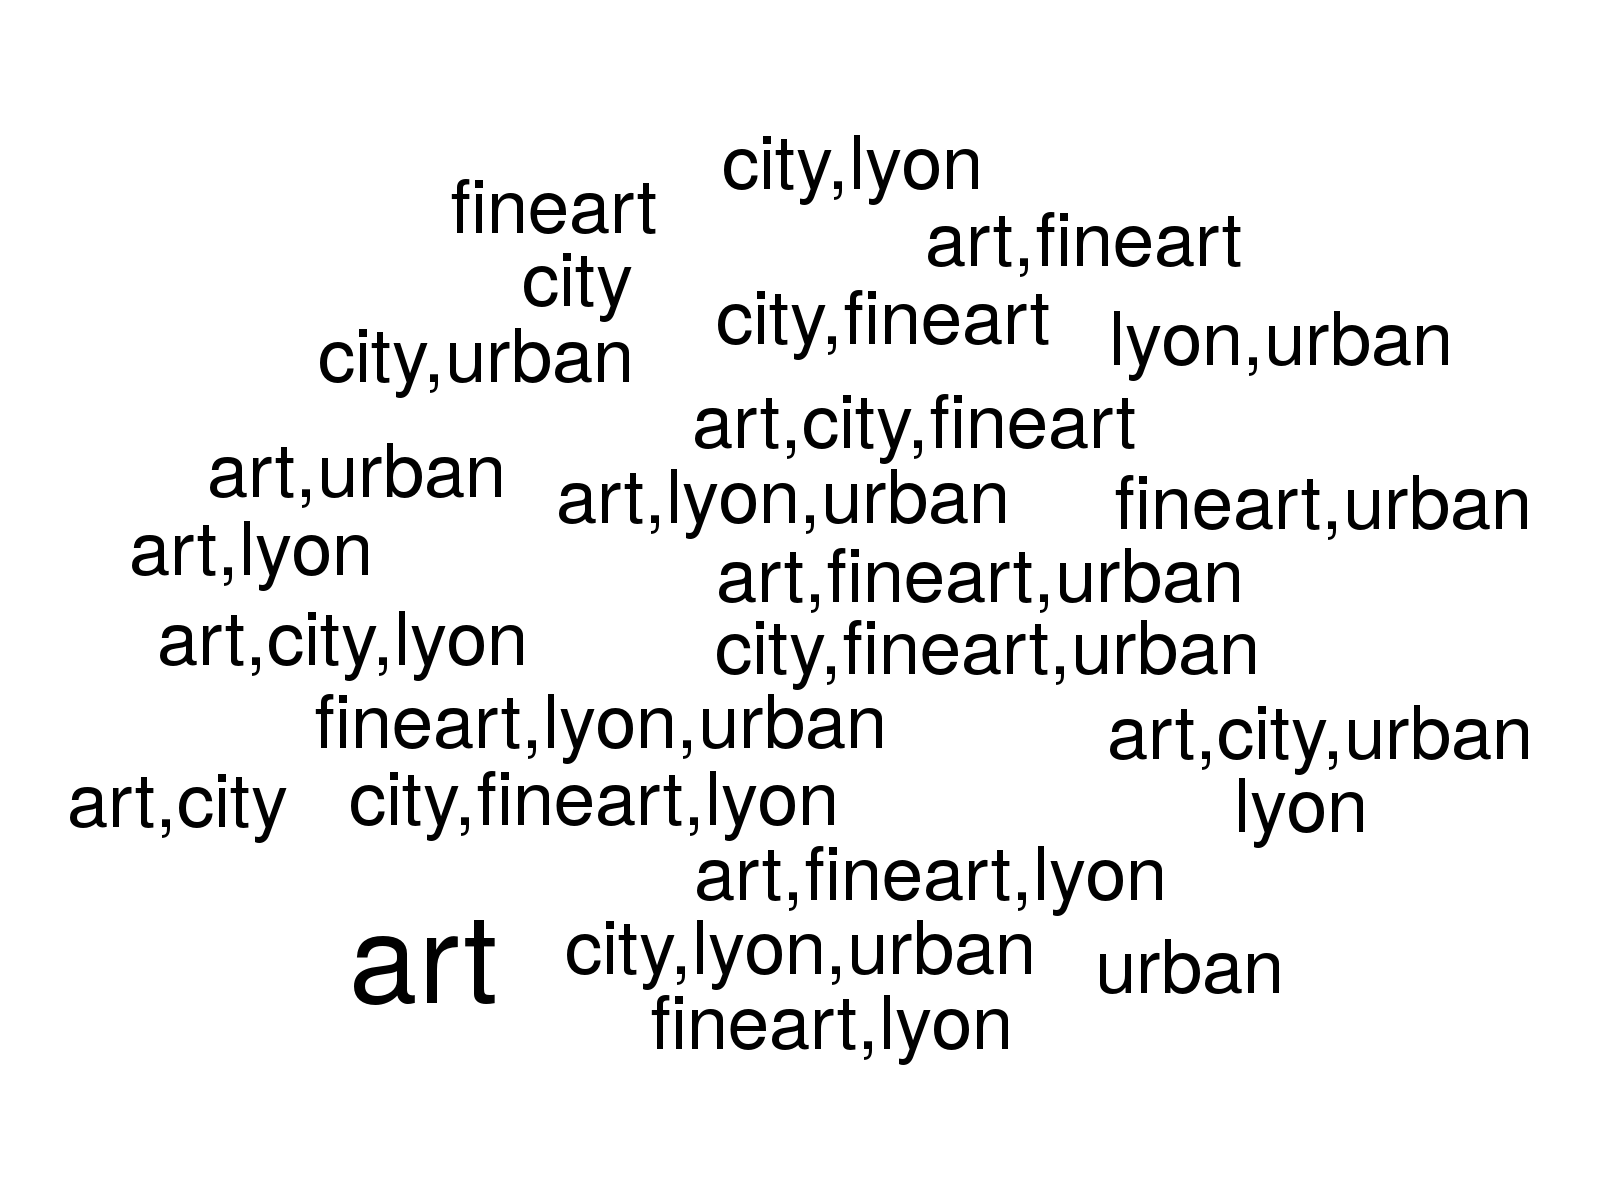 city,lyon
fineart
art,fineart
city
city,fineart
lyon,urban
city,urban
art,city,fineart
art,urban
art,lyon,urban
fineart,urban
art,lyon
art,fineart,urban
art,city,lyon
city,fineart,urban
fineart,lyon,urban
art,city,urban
art,city
city,fineart,lyon
lyon
art,fineart,lyon
art
city,lyon,urban
urban
fineart,lyon